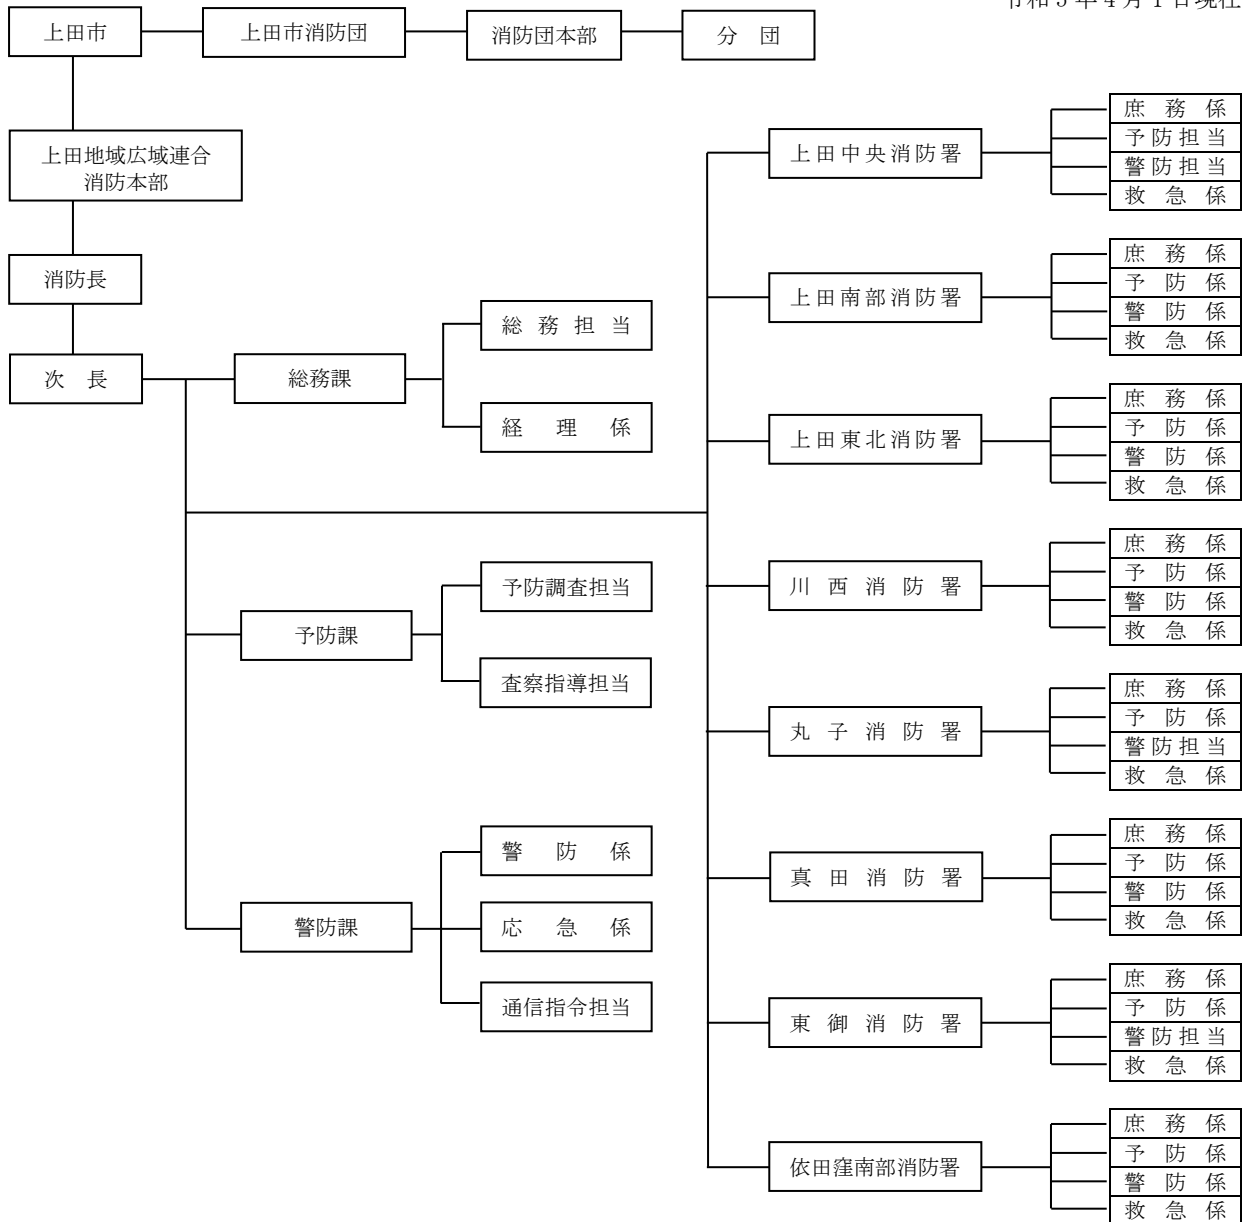 令和5年4月1日現在
上田市
上田市消防団
消防団本部
分　団
上田地域広域連合
消防本部
消防長
次　長
総務課
総 務 担 当
経　理　係
予防課
予防調査担当
査察指導担当
警防課
警　防　係
応　急　係
通信指令担当
上田中央消防署
庶　務　係
予防担当
警防担当
救　急　係
上田南部消防署
庶　務　係
予　防　係
警　防　係
救　急　係
上田東北消防署
庶　務　係
予　防　係
警　防　係
救　急　係
川 西 消 防 署
庶　務　係
予　防　係
警　防　係
救　急　係
丸 子 消 防 署
庶　務　係
予　防　係
警防担当
救　急　係
真 田 消 防 署
庶　務　係
予　防　係
警　防　係
救　急　係
東 御 消 防 署
庶　務　係
予　防　係
警防担当
救　急　係
依田窪南部消防署
庶　務　係
予　防　係
警　防　係
救　急　係